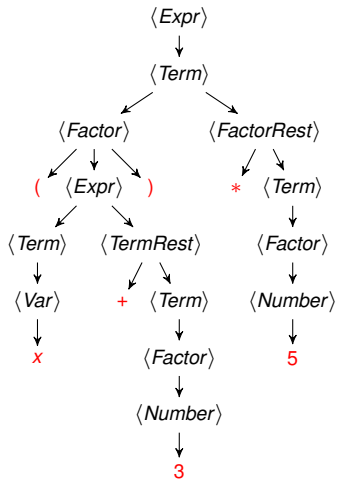 ⟨Expr⟩
⟨Term⟩
⟨Factor⟩ ⟨FactorRest⟩
( ⟨Expr⟩ ) * ⟨Term⟩
⟨Term⟩ ⟨TermRest⟩ ⟨Factor⟩
⟨Var⟩ + ⟨Term⟩ ⟨Number⟩
x ⟨Factor⟩ 5
⟨Number⟩
3